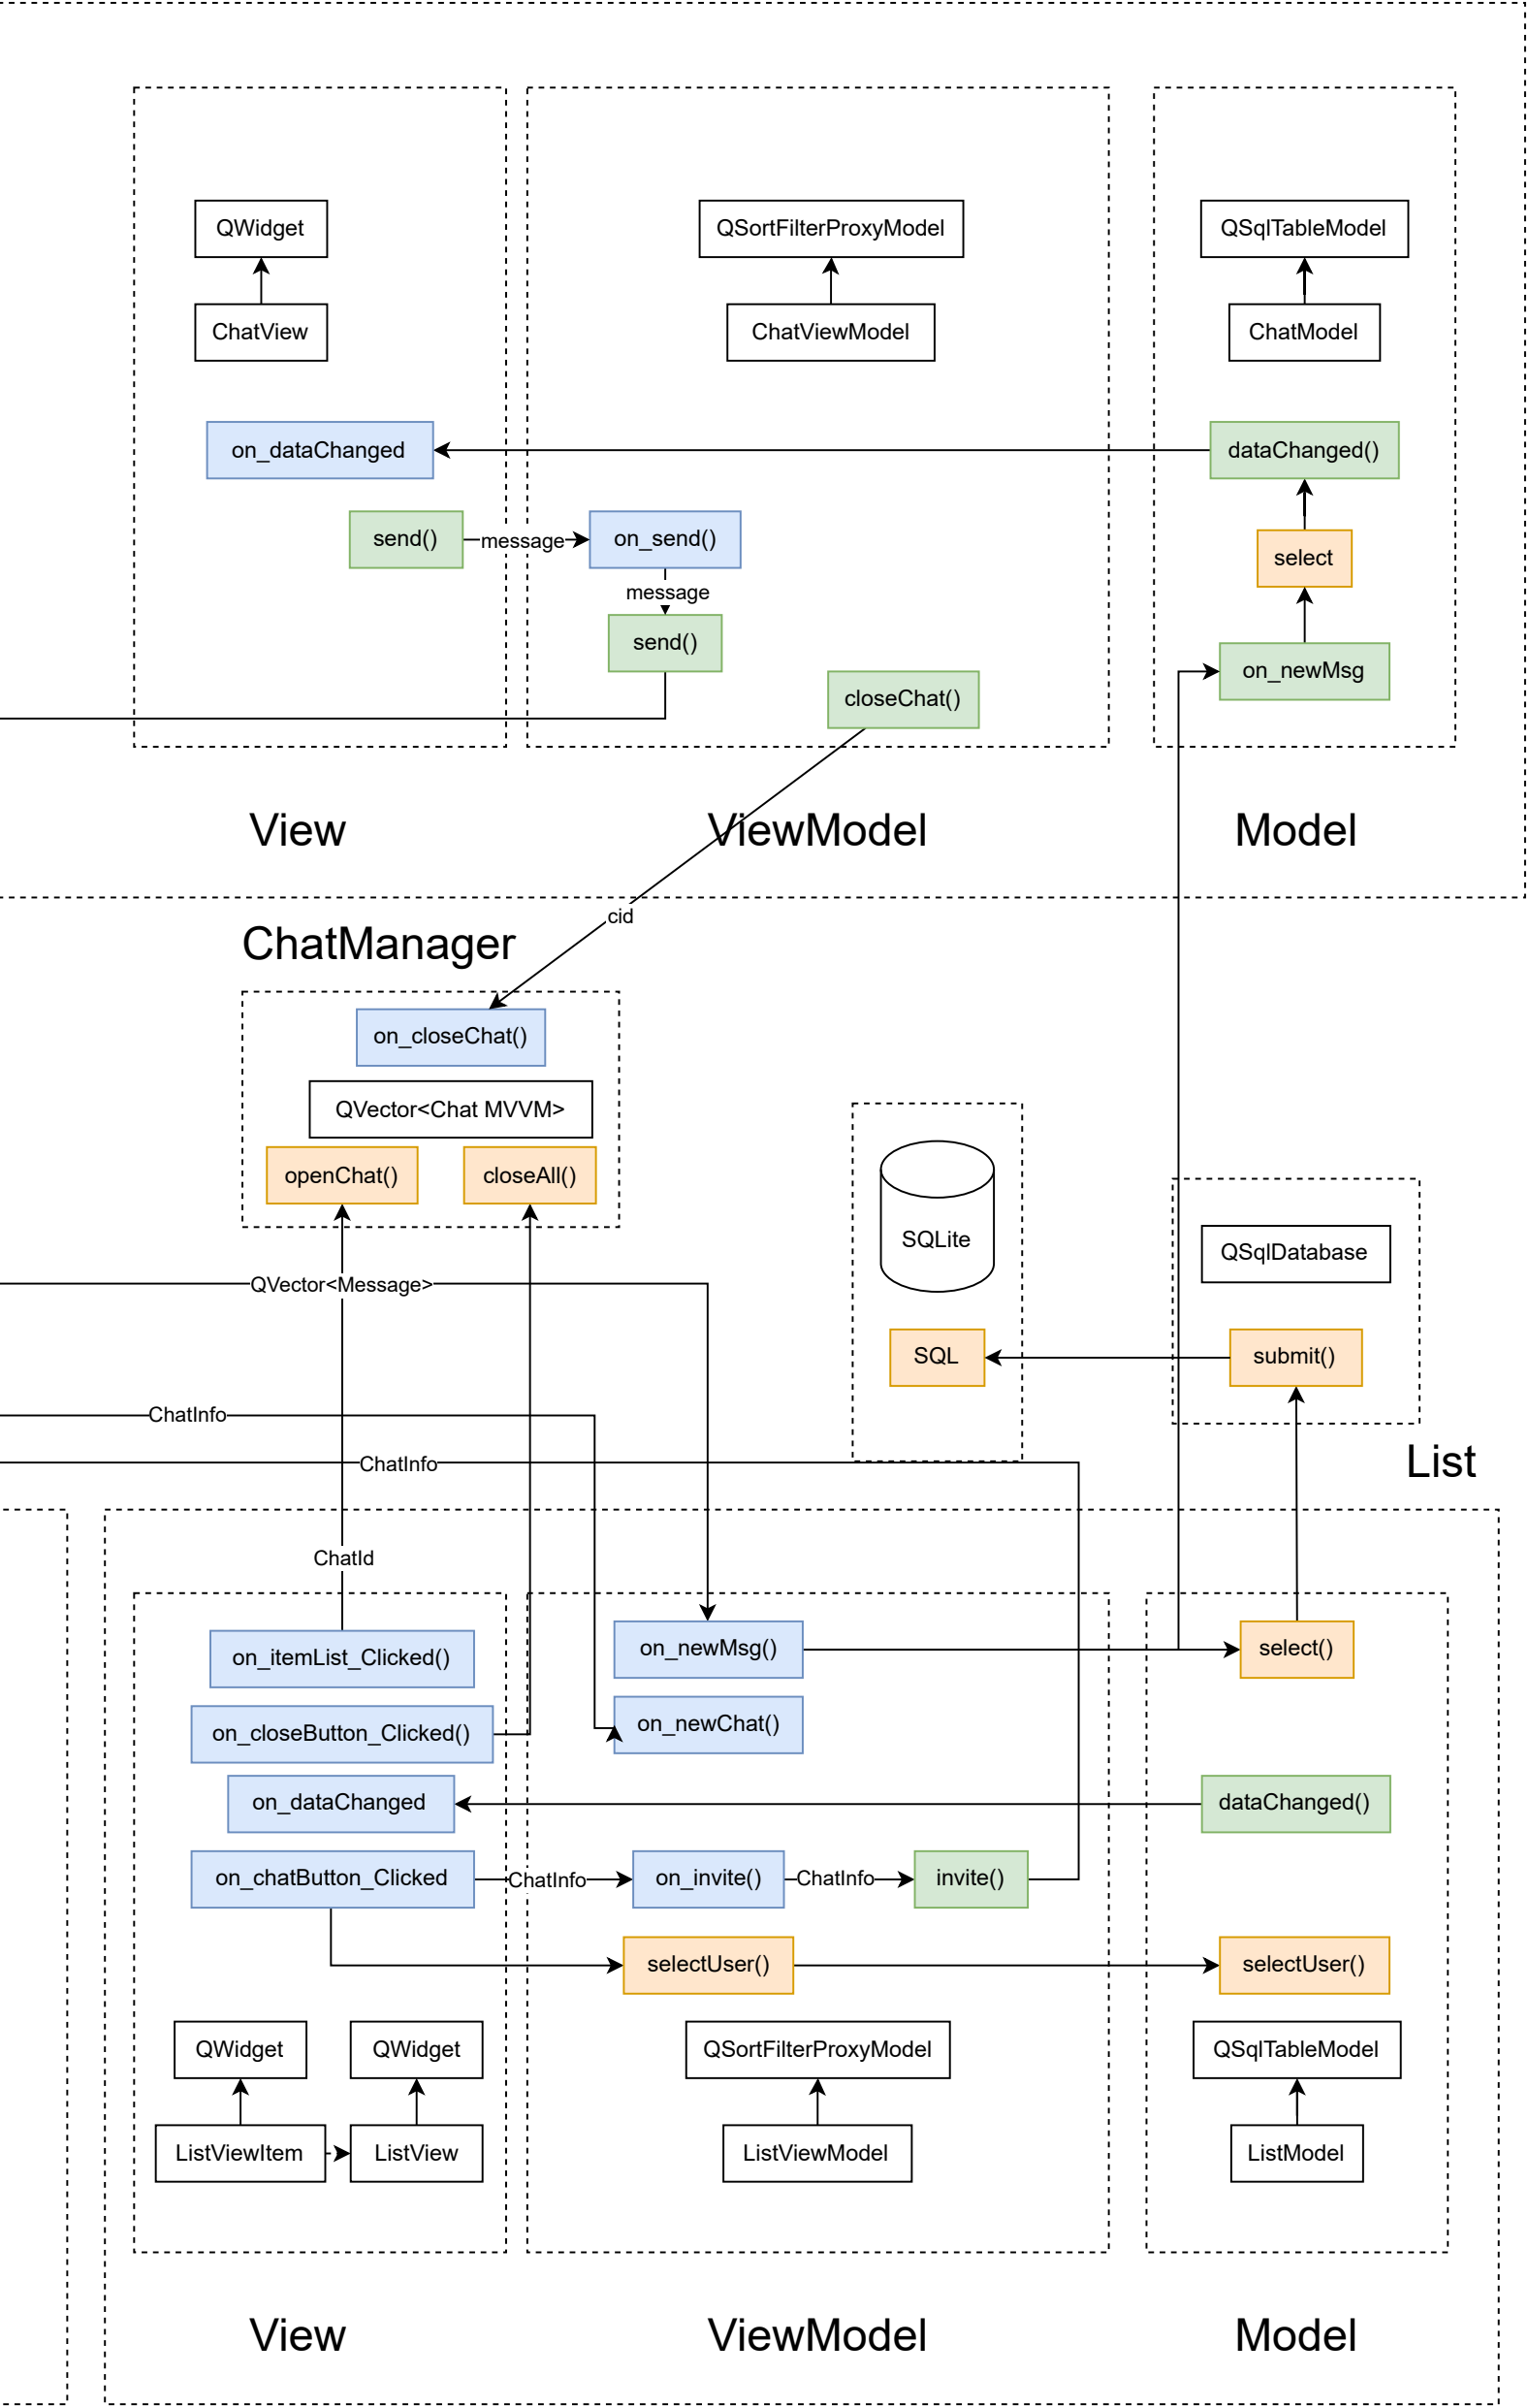 QWidget
QSortFilterProxyModel
QSqlTableModel
ChatView
ChatViewModel
ChatModel
on_dataChanged
dataChanged()
send()
message
on_send()
select
message
send()
on_newMsg
closeChat()
View
ViewModel
Model
cid
ChatManager
on_closeChat()
QVector<Chat MVVM>
openChat()
closeAll()
SQLite
QSqlDatabase
QVector<Message>
SQL
submit()
ChatInfo
ChatInfo
List
ChatId
on_itemList_Clicked()
on_newMsg()
select()
on_closeButton_Clicked()
on_newChat()
on_dataChanged
dataChanged()
on_chatButton_Clicked
ChatInfo
on_invite()
ChatInfo
invite()
selectUser()
selectUser()
QWidget
QWidget
QSortFilterProxyModel
QSqlTableModel
ListViewItem
ListView
ListViewModel
ListModel
View
ViewModel
Model